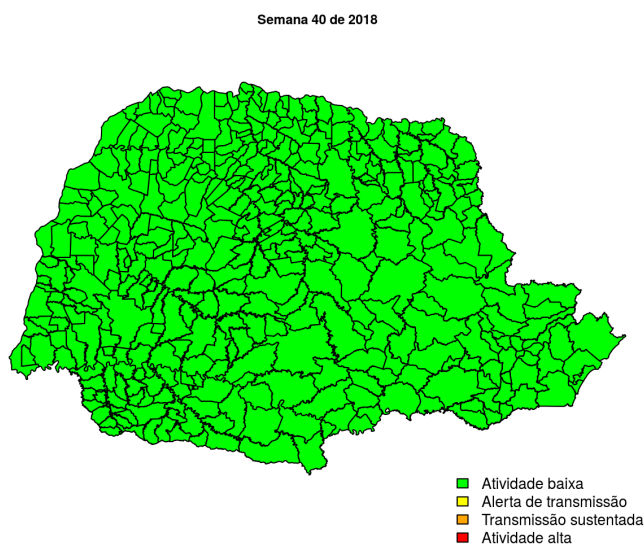 Semana 40 de 2018
Atividade baixa
Alerta de transmissão
Transmissão sustentada
Atividade alta